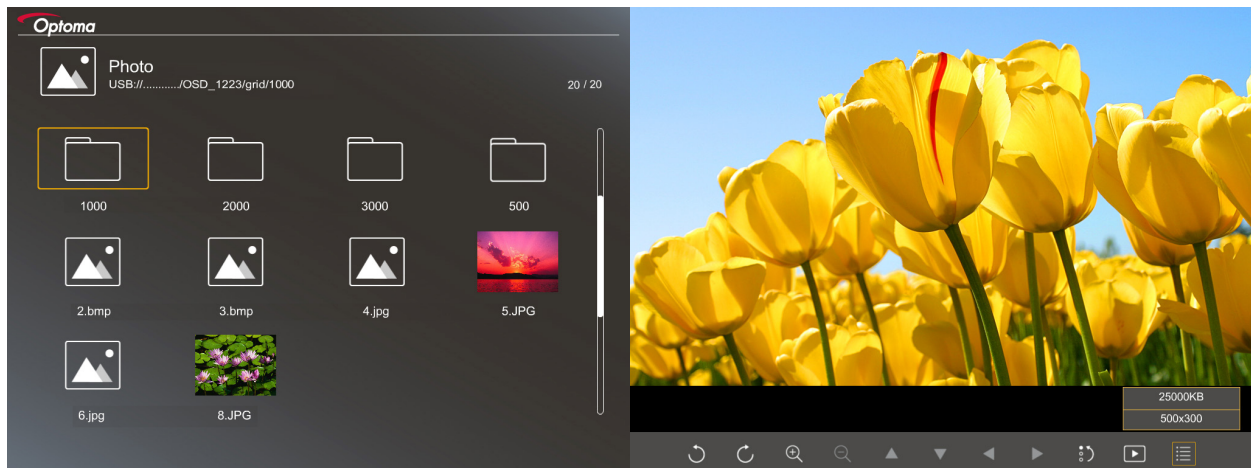 Optoma
Photo
USB://.........../OSD_1223/grid/1000
20 / 20
1000
2000
3000
500
2.bmp
3.bmp
4.jpg
5.JPG
6.jpg
8.JPG
25000KB
500x300